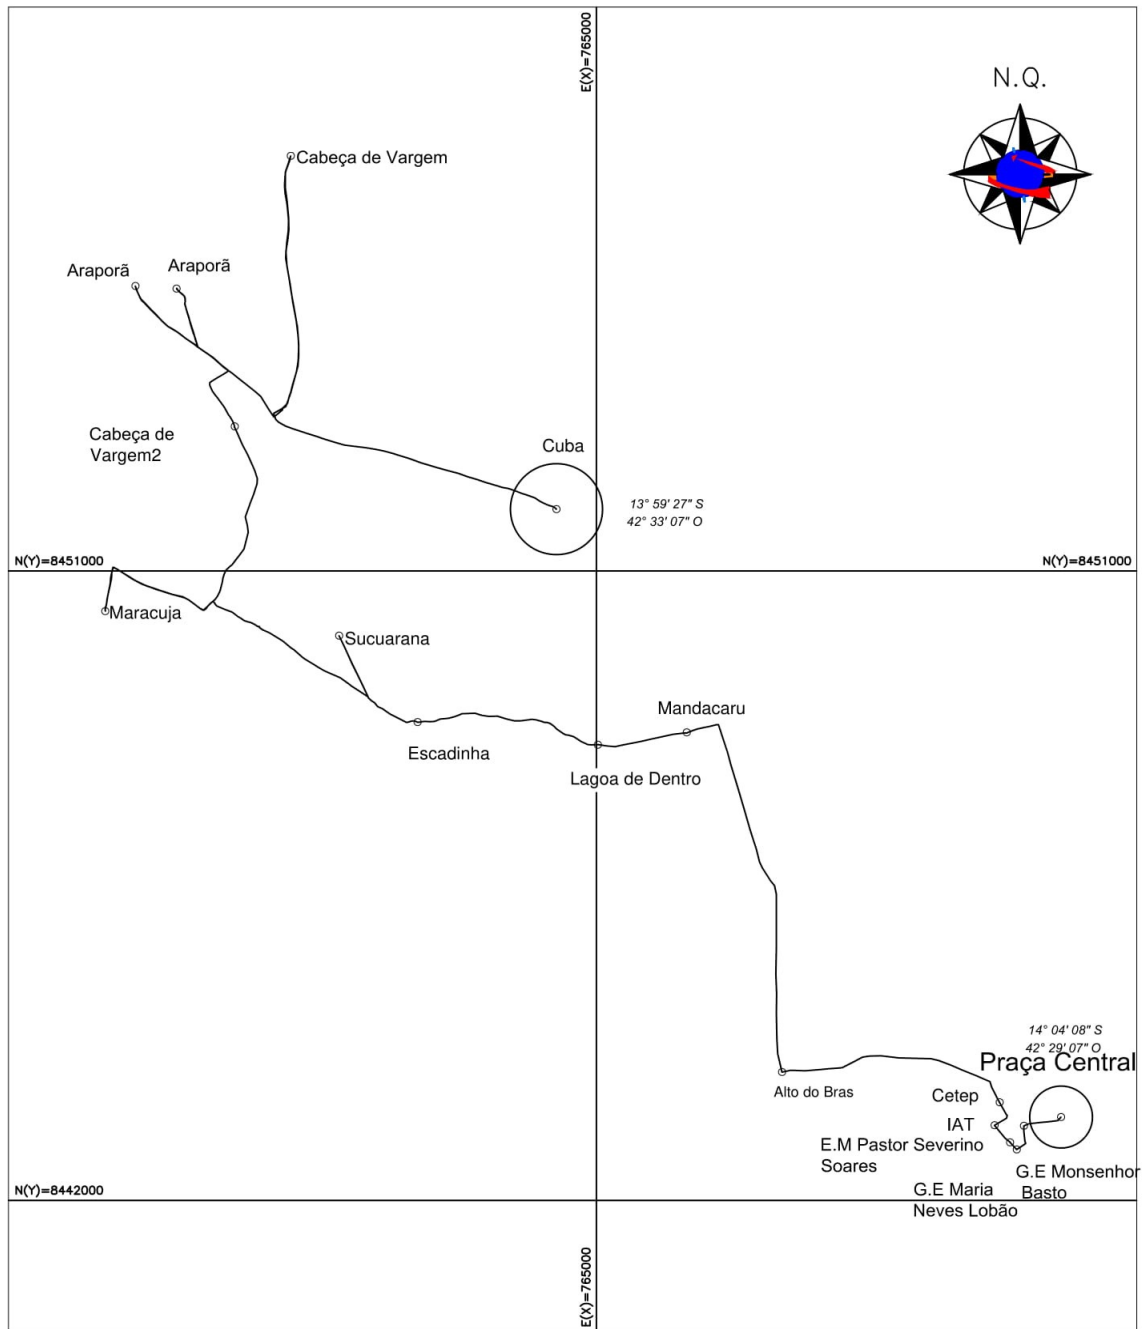 E(X)=765000
N.Q.
Cabeça de Vargem
Araporã
Araporã
Cabeça de
Vargem2
Cuba
13° 59' 27" S
42° 33' 07" O
N(Y)=8451000
N(Y)=8451000
Maracuja
Sucuarana
Mandacaru
Escadinha
Lagoa de Dentro
14° 04' 08" S
42° 29' 07" O
Praça Central
Alto do Bras
Cetep
IAT
E.M Pastor Severino
Soares
G.E Monsenhor
Basto
G.E Maria
Neves Lobão
N(Y)=8442000
E(X)=765000